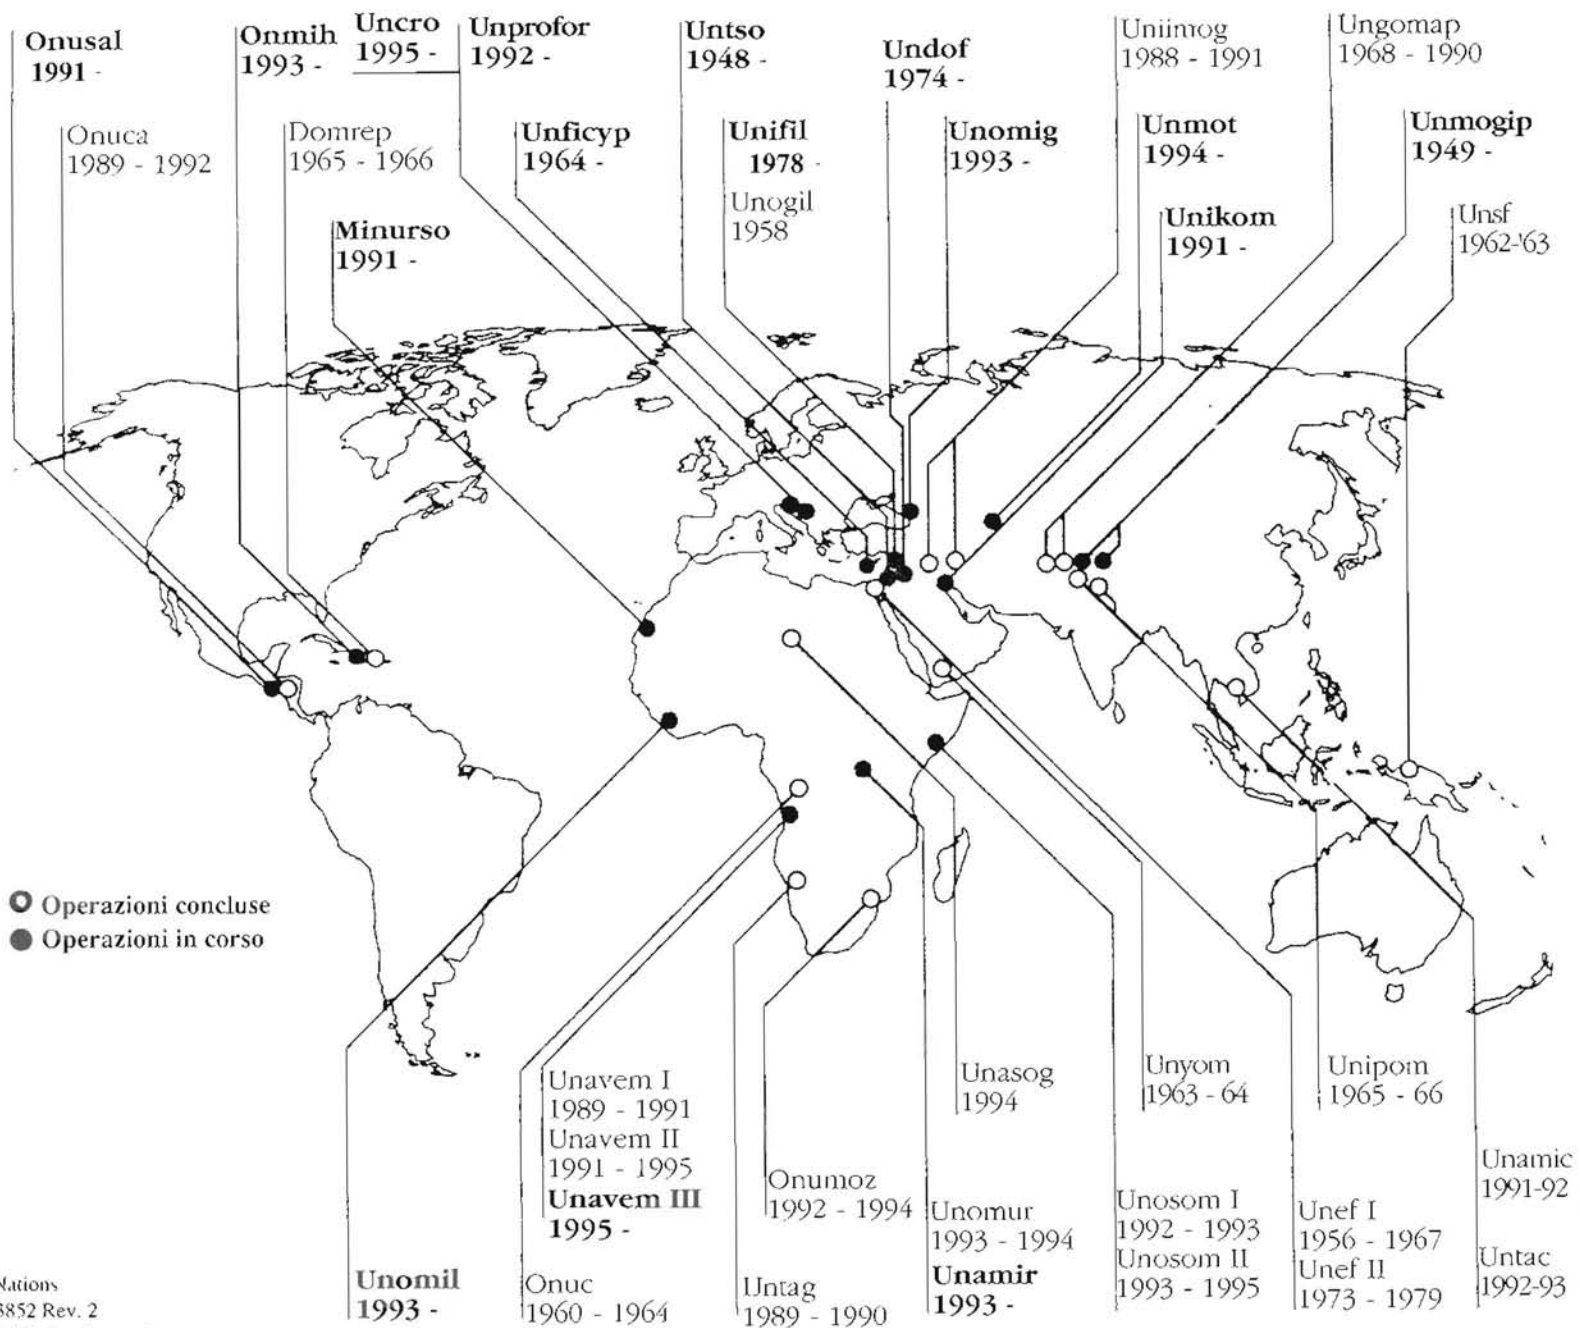 Onusal
1991 -
Onmih
1993 -
Uncro
1995 -
Unprofor
1992 -
Untso
1948 -
Undof
1974 -
Uniimog
1988 - 1991
Ungomap
1968 - 1990
Onuca
1989 - 1992
Domrep
1965 - 1966
Unficyp
1964 -
Unifil
1978 -
Unogil
1958
Unomig
1993 -
Unmot
1994 -
Unmogip
1949 -
Minurso
1991 -
Unikom
1991 -
Unsf
1962-'63
Operazioni concluse
Operazioni in corso
Unavem I
1989 - 1991
Unavem II
1991 - 1995
Unavem III
1995 -
Unasog
1994
Unyom
1963 - 64
Unipom
1965 - 66
Onumoz
1992 - 1994
Unomur
1993 - 1994
Unamir
1993 -
Unosom I
1992 - 1993
Unosom II
1993 - 1995
Unef I
1956 - 1967
Unef II
1973 - 1979
Unamic
1991-92
Untac
1992-93
Unomil
1993 -
Onuc
1960 - 1964
Untag
1989 - 1990
Nations
3852 Rev. 2